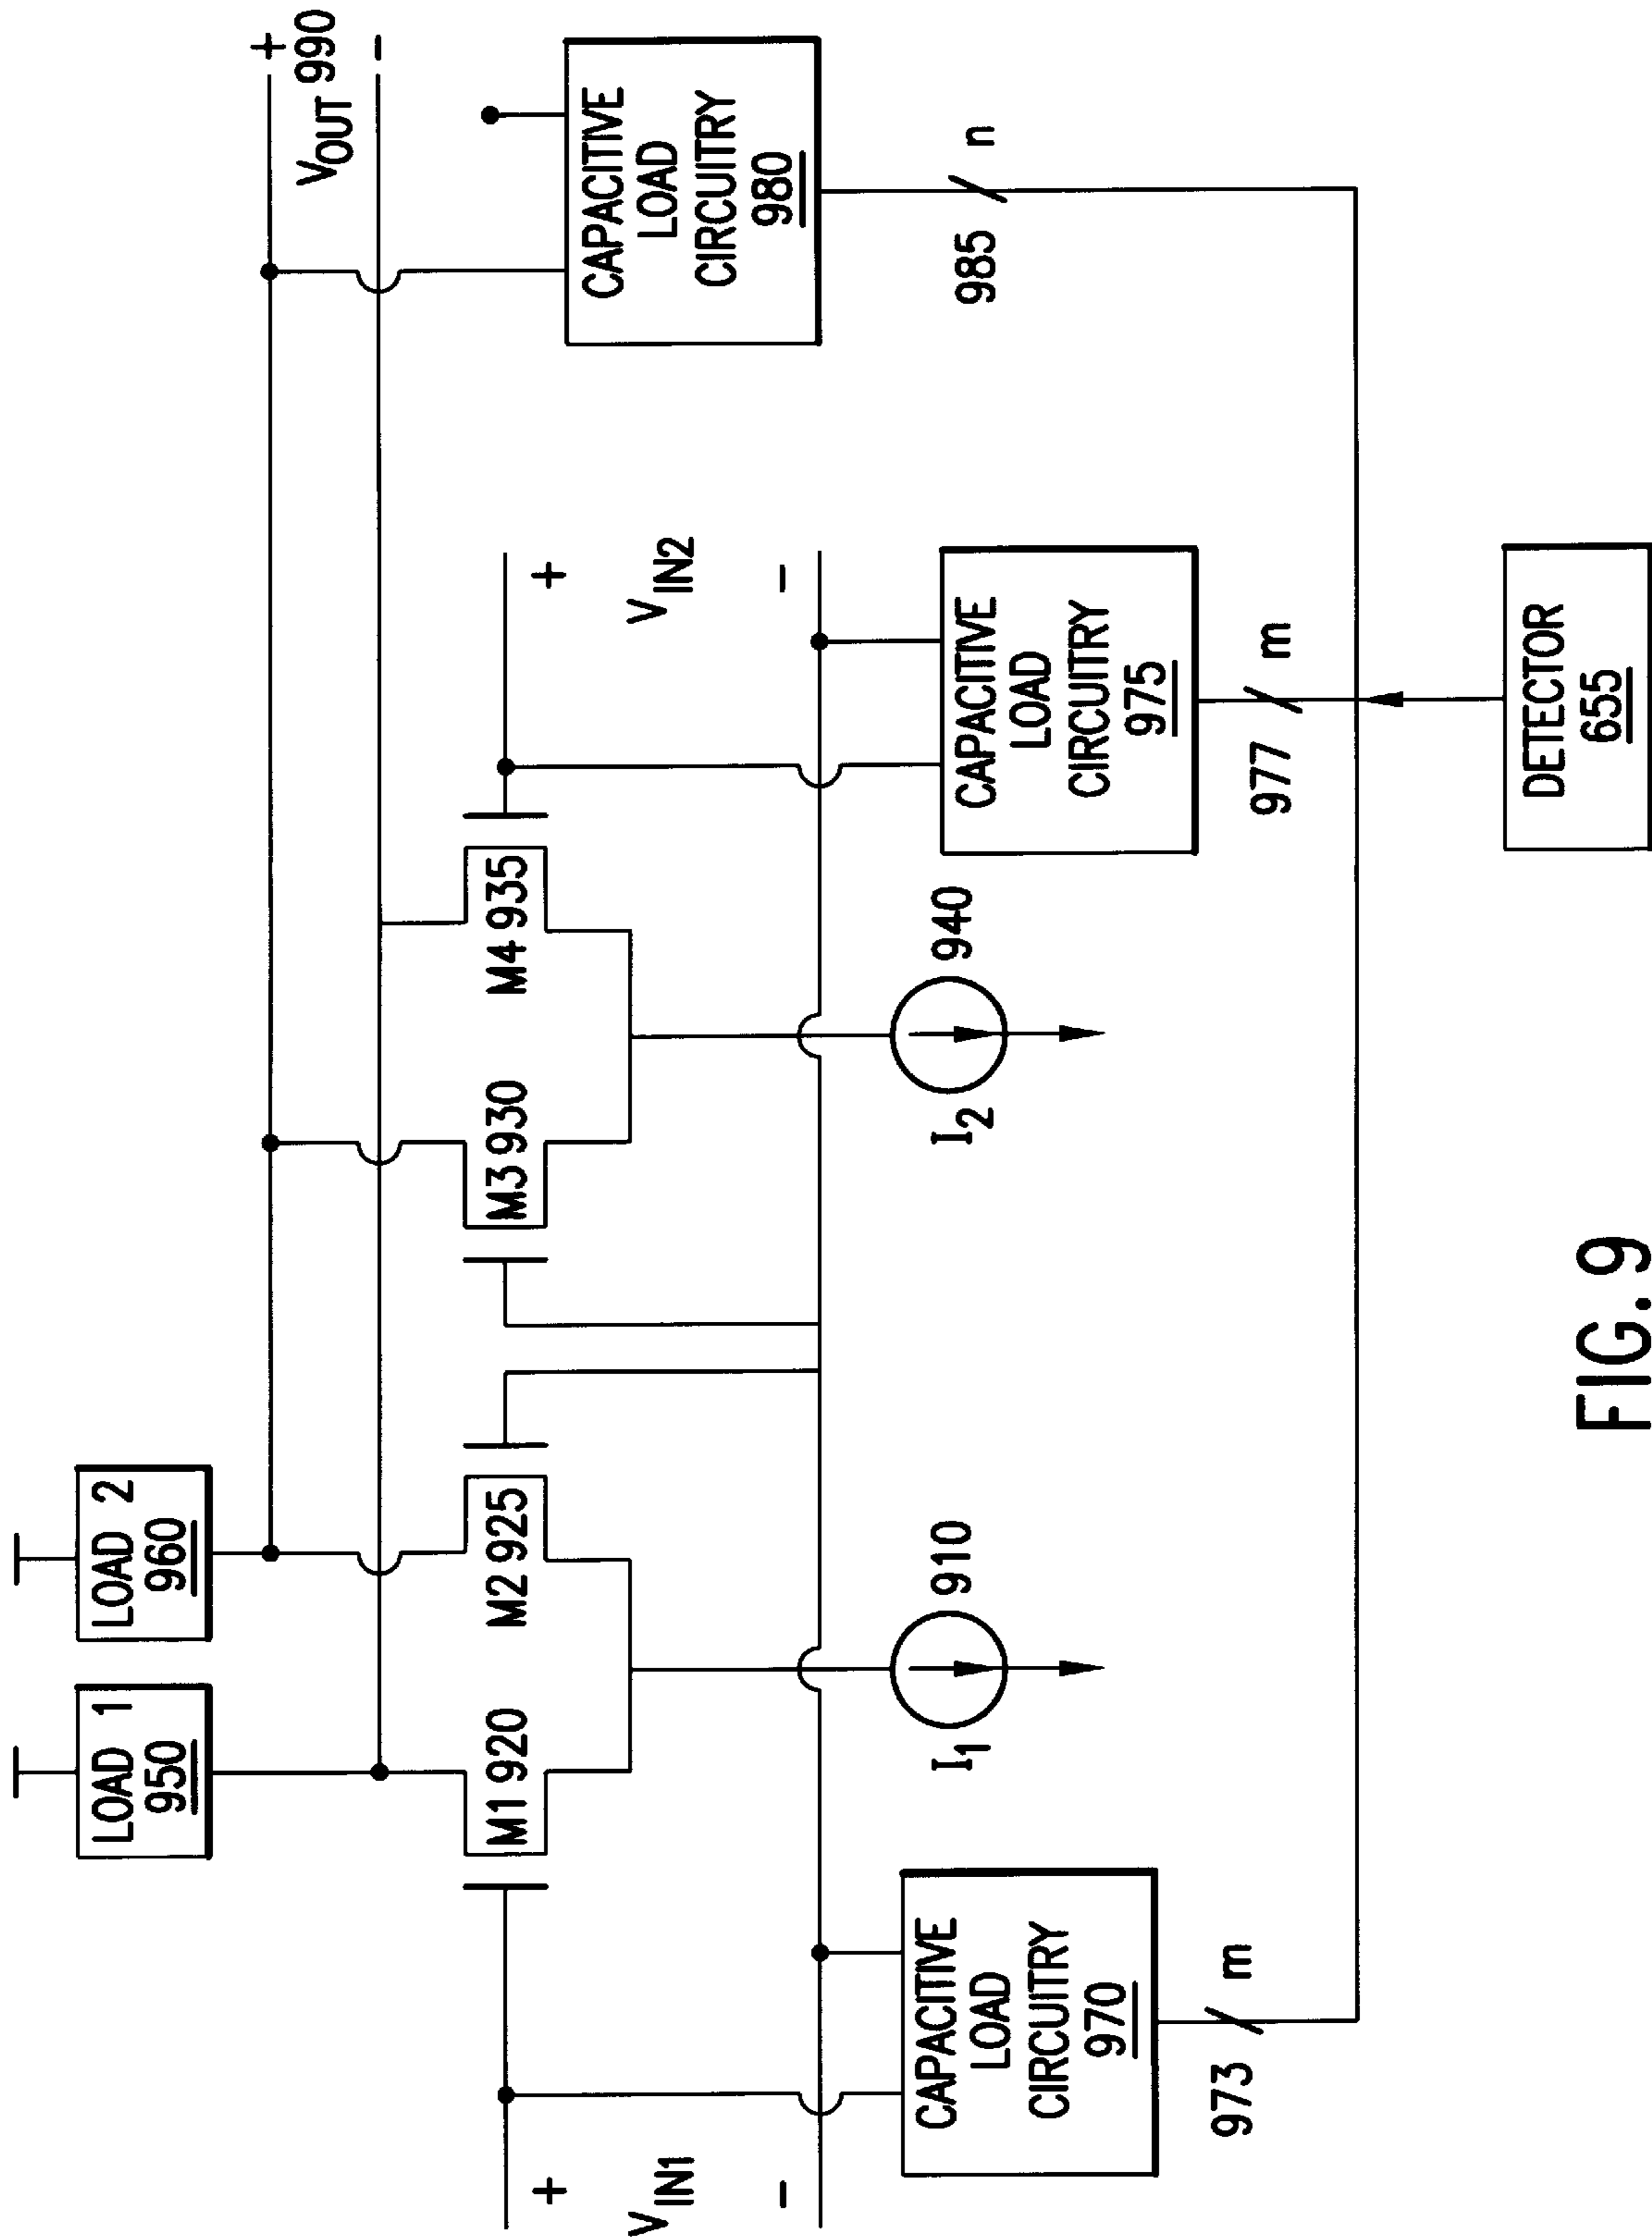 LOAD 1
950
LOAD 2
960
+
VOUT 990
-
M1 920
M2 925
M3 930
M4 935
+
VIN1
-
+
VIN2
-
I1
910
I2
940
CAPACITIVE
LOAD
CIRCUITRY
970
CAPACITIVE
LOAD
CIRCUITRY
975
CAPACITIVE
LOAD
CIRCUITRY
980
973
m
977
m
985
n
DETECTOR
655
FIG. 9